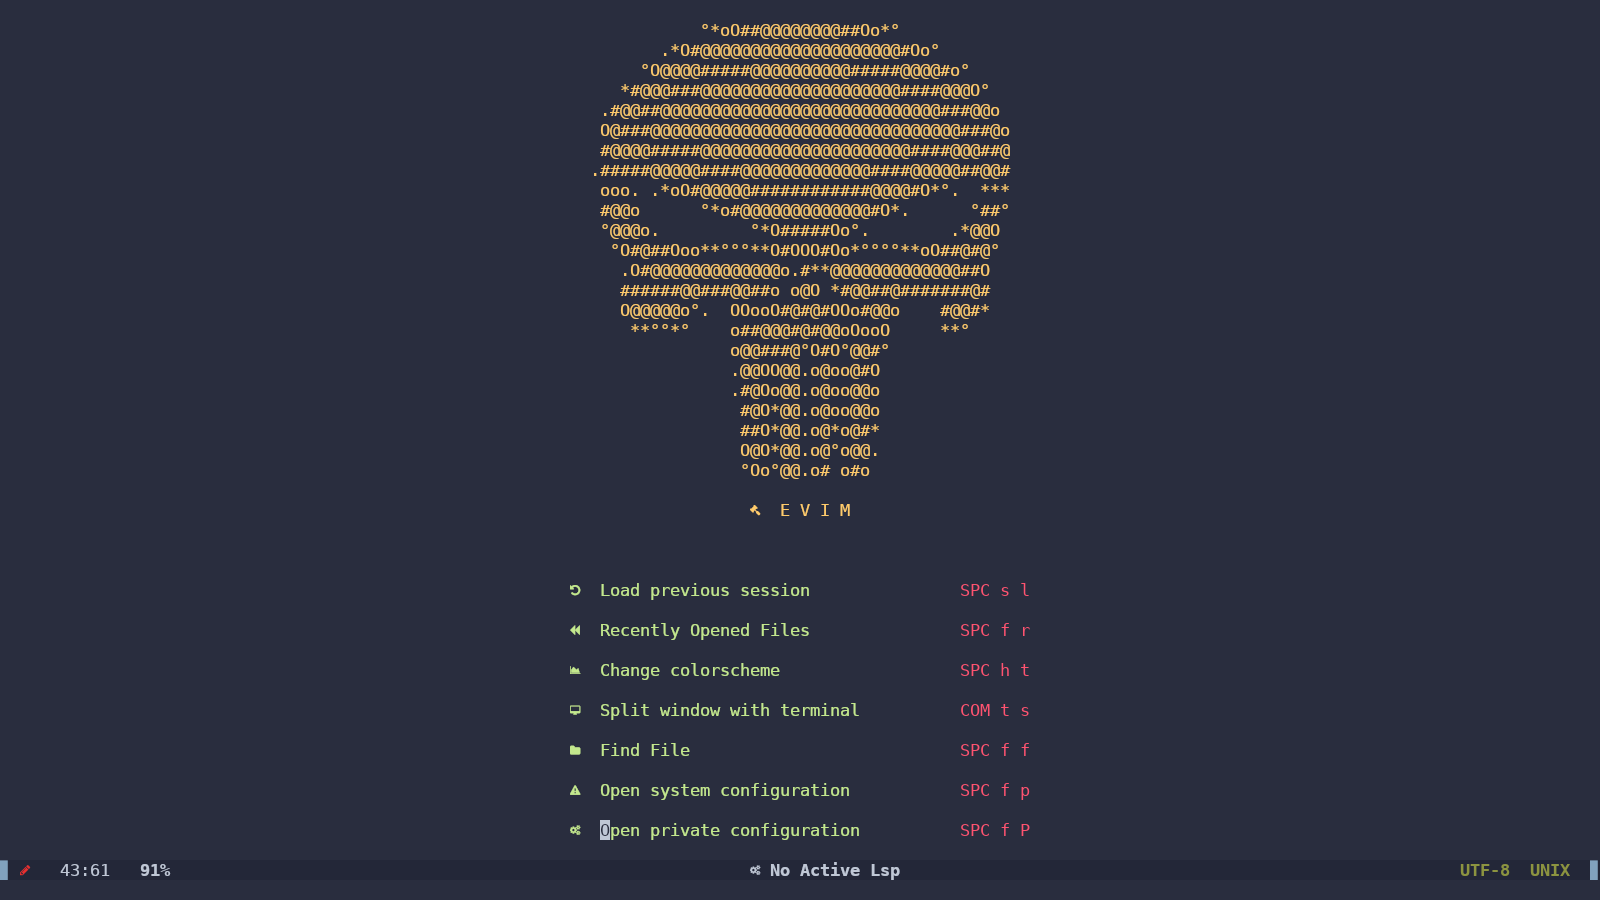 °*oO##@@@@@@@@##Oo*°
.*O#@@@@@@@@@@@@@@@@@@@@#Oo°
°O@@@@#####@@@@@@@@@@#####@@@@#o°
*#@@@###@@@@@@@@@@@@@@@@@@@@####@@@O°
.#@@##@@@@@@@@@@@@@@@@@@@@@@@@@@@@###@@o
O@###@@@@@@@@@@@@@@@@@@@@@@@@@@@@@@@###@o
#@@@@#####@@@@@@@@@@@@@@@@@@@@@####@@@##@
.#####@@@@@####@@@@@@@@@@@@@####@@@@@##@@#
ooo. .*oO#@@@@@############@@@@#O*°.  ***
#@@o      °*o#@@@@@@@@@@@@@#O*.      °##°
°@@@o.         °*O#####Oo°.        .*@@O
°O#@##Ooo**°°°**O#OOO#Oo*°°°°**oO##@#@°
.O#@@@@@@@@@@@@@o.#**@@@@@@@@@@@@@##O
######@@###@@##o o@O *#@@##@#######@#
O@@@@@o°.  OOooO#@#@#OOo#@@o    #@@#*
**°°*°    o##@@@#@#@@oOooO     **°
o@@###@°O#O°@@#°
.@@OO@@.o@oo@#O
.#@Oo@@.o@oo@@o
#@O*@@.o@oo@@o
##O*@@.o@*o@#*
O@O*@@.o@°o@@.
°Oo°@@.o# o#o
E V I M
Load previous session SPC s l
Recently Opened Files SPC f r
Change colorscheme SPC h t
Split window with terminal COM t s
Find File SPC f f
Open system configuration SPC f p
Open private configuration SPC f P
43:61 91% No Active Lsp UTF-8 UNIX